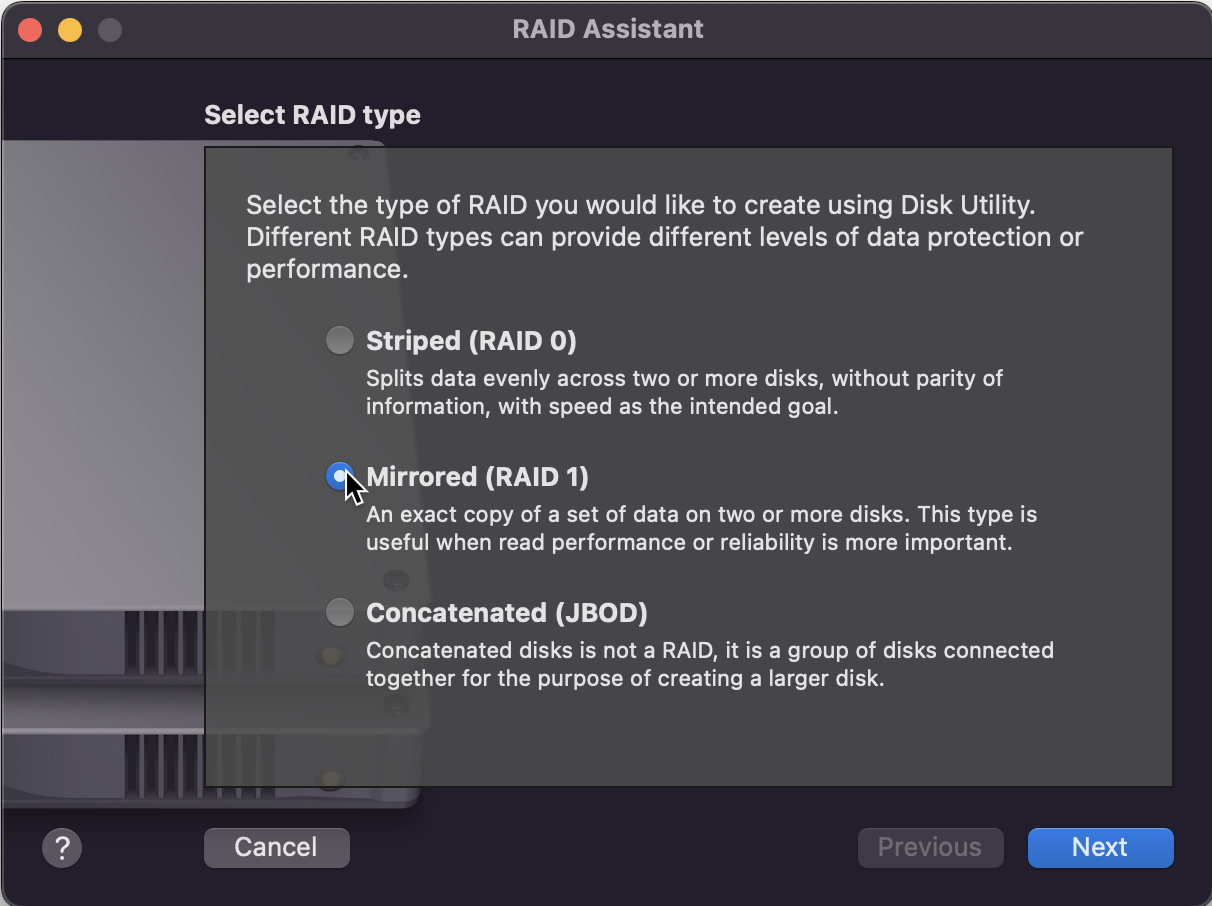 RAID Assistant
Select RAID type
Select the type of RAID you would like to create using Disk Utility.
Different RAID types can provide different levels of data protection or
performance.
Striped (RAID 0)
Splits data evenly across two or more disks, without parity of
information, with speed as the intended goal.
Mirrored (RAID 1)
An exact copy of a set of data on two or more disks. This type is
useful when read performance or reliability is more important.
Concatenated (JBOD)
Concatenated disks is not a RAID, it is a group of disks connected
together for the purpose of creating a larger disk.
? Cancel Previous Next